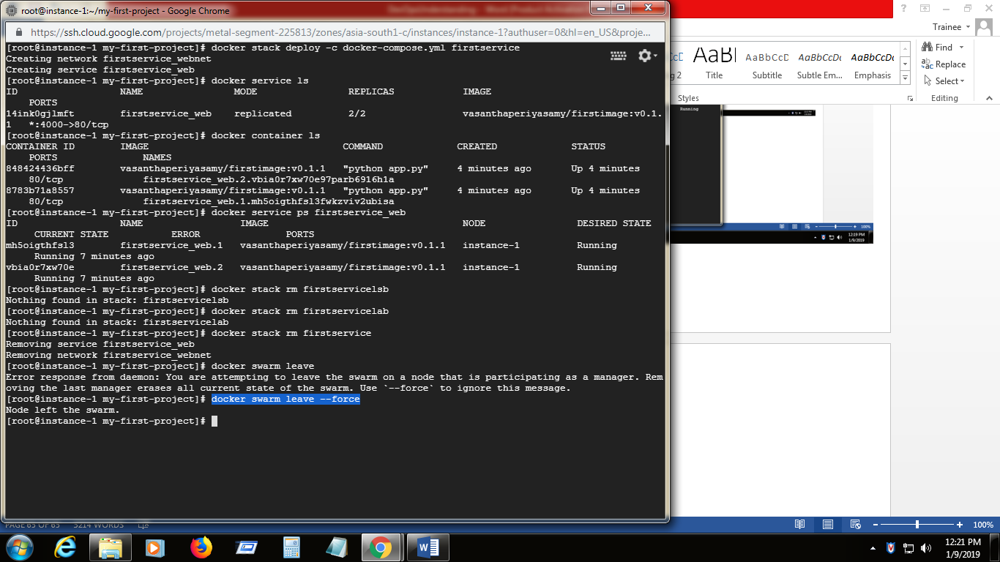 root@instance-1:~/my-first-project - Google Chrome
https://ssh.cloud.google.com/projects/metal-segment-225813/zones/asia-south1-c/instances/instance-1?authuser=0&hl=en_US&proje...
[root@instance-1 my-first-project]# docker stack deploy -c docker-compose.yml firstservice
Creating network firstservice_webnet
Creating service firstservice_web
[root@instance-1 my-first-project]# docker service ls
ID NAME MODE REPLICAS IMAGE
PORTS
14ink0gjlmft firstservice_web replicated 2/2 vasanthaperiyasamy/firstimage:v0.1.
1 *:4000->80/tcp
[root@instance-1 my-first-project]# docker container ls
CONTAINER ID IMAGE COMMAND CREATED STATUS
PORTS NAMES
848424436bff vasanthaperiyasamy/firstimage:v0.1.1 "python app.py" 4 minutes ago Up 4 minutes
80/tcp firstservice_web.2.vbia0r7xw70e97parb6916h1a
8783b71a8557 vasanthaperiyasamy/firstimage:v0.1.1 "python app.py" 4 minutes ago Up 4 minutes
80/tcp firstservice_web.1.mh5oigthfsl3fwkzviv2ubisa
[root@instance-1 my-first-project]# docker service ps firstservice_web
ID NAME IMAGE NODE DESIRED STATE
CURRENT STATE ERROR PORTS
mh5oigthfsl3 firstservice_web.1 vasanthaperiyasamy/firstimage:v0.1.1 instance-1 Running
Running 7 minutes ago
vbia0r7xw70e firstservice_web.2 vasanthaperiyasamy/firstimage:v0.1.1 instance-1 Running
Running 7 minutes ago
[root@instance-1 my-first-project]# docker stack rm firstservicelsb
Nothing found in stack: firstservicelsb
[root@instance-1 my-first-project]# docker stack rm firstservicelab
Nothing found in stack: firstservicelab
[root@instance-1 my-first-project]# docker stack rm firstservice
Removing service firstservice_web
Removing network firstservice_webnet
[root@instance-1 my-first-project]# docker swarm leave
Error response from daemon: You are attempting to leave the swarm on a node that is participating as a manager. Rem
oving the last manager erases all current state of the swarm. Use `--force` to ignore this message.
[root@instance-1 my-first-project]# docker swarm leave --force
Node left the swarm.
[root@instance-1 my-first-project]#
Trainee
AaBbCcD AaBbCcDc AaBbCcDc
g 2 Title Subtitle Subtle Em... Emphasis
Styles
Find
Replace
Select
Editing
Running
100%
12:19 PM
1/9/2019
PAGE 63 OF 63 3214 WORDS
100%
12:21 PM
1/9/2019